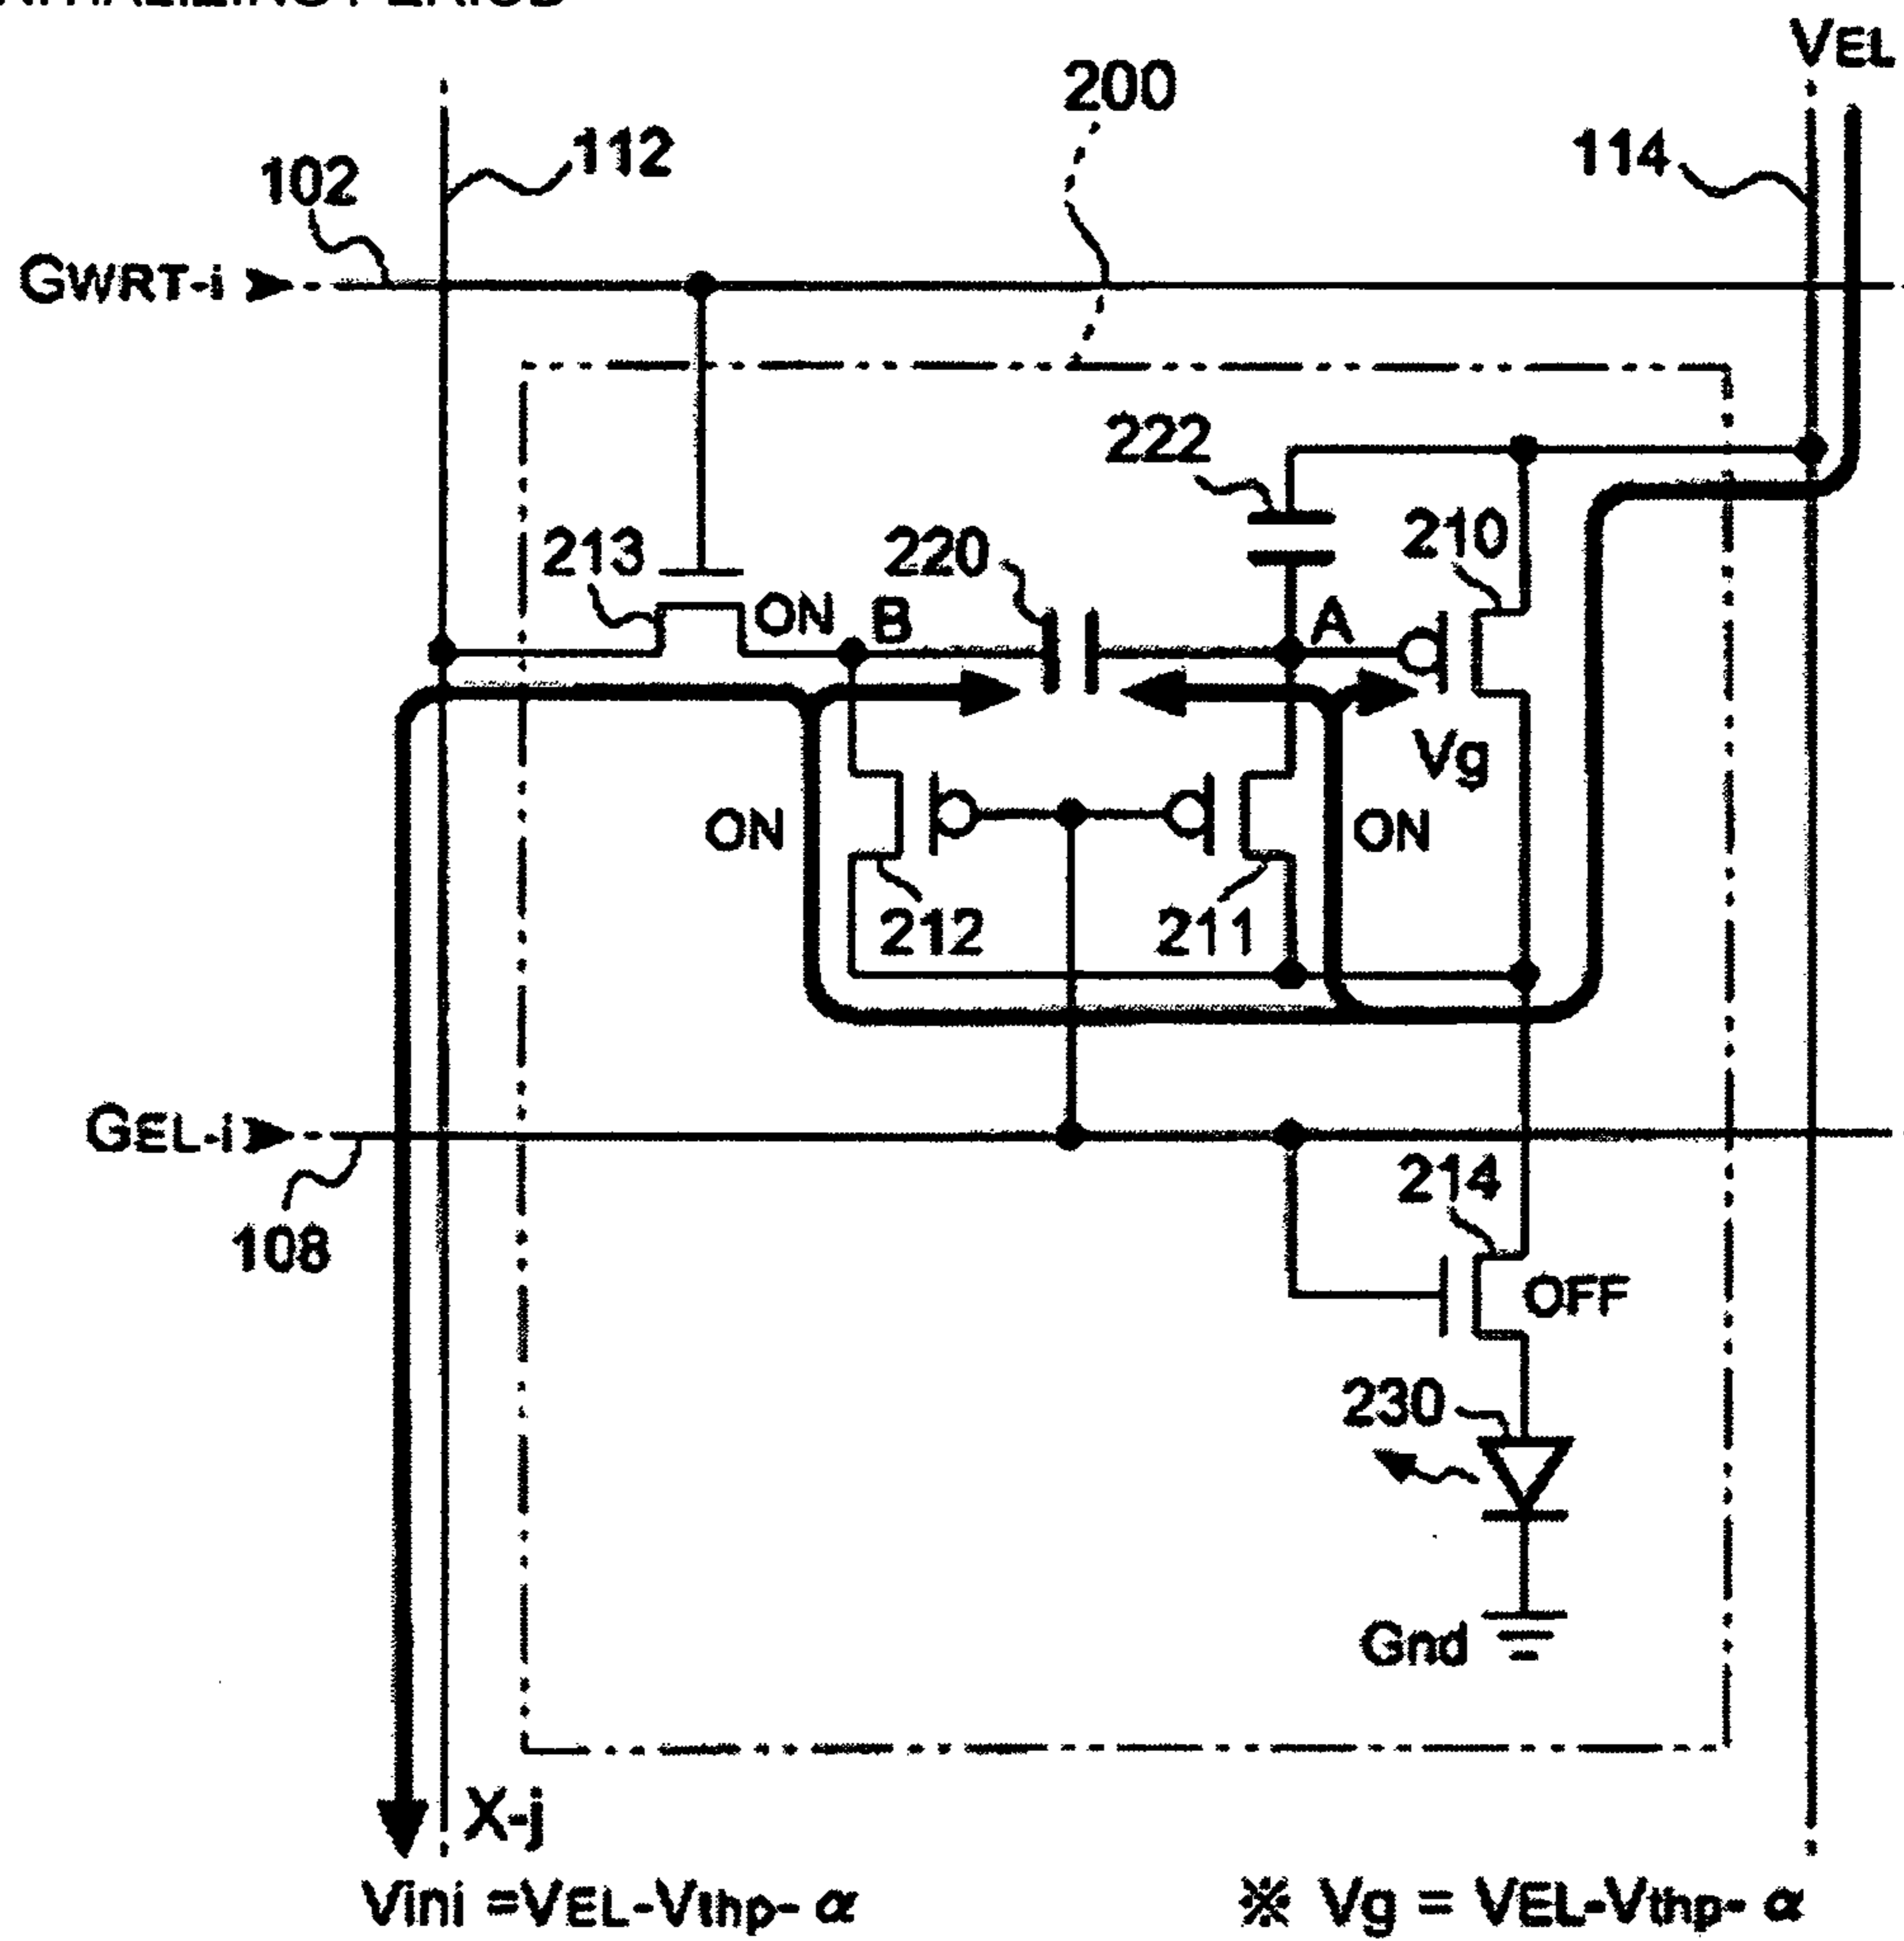 VEL
200
112
114
102
GWRT-i
222
213
220
210
ON
B
A
Vg
ON
ON
212
211
GEL-i
214
108
OFF
230
Gnd
X-j
Vini =VEL-Vthp- α
※ Vg = VEL-Vthp- α